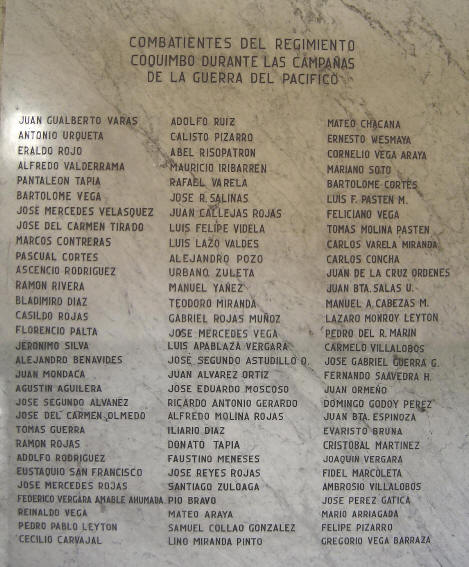 COMBATIENTES DEL REGIMIENTO
COQUIMBO DURANTE LAS CAMPAÑAS
DE LA GUERRA DEL PACIFICO
JUAN GUALBERTO VARAS
ANTONIO URQUETA
ERALDO ROJO
ALFREDO VALDERRAMA
PANTALEON TAPIA
BARTOLOME VEGA
JOSE MERCEDES VELASQUEZ
JOSE DEL CARMEN TIRADO
MARCOS CONTRERAS
PASCUAL CORTES
ASCENCIO RODRIGUEZ
RAMON RIVERA
BLADIMIRO DIAZ
CASILDO ROJAS
FLORENCIO PALTA
JERONIMO SILVA
ALEJANDRO BENAVIDES
JUAN MONDACA
AGUSTIN AGUILERA
JOSE SEGUNDO ALVANEZ
JOSE DEL CARMEN OLMEDO
TOMAS GUERRA
RAMON ROJAS
ADOLFO RODRIGUEZ
EUSTAQUIO SAN FRANCISCO
JOSE MERCEDES ROJAS
FEDERICO VERGARA AMABLE AHUMADA
REINALDO VEGA
PEDRO PABLO LEYTON
CECILIO CARVAJAL
ADOLFO RUIZ
CALISTO PIZARRO
ABEL RISOPATRON
MAURICIO IRIBARREN
RAFAEL VARELA
JOSE R. SALINAS
JUAN CALLEJAS ROJAS
LUIS FELIPE VIDELA
LUIS LAZO VALDES
ALEJANDRO POZO
URBANO ZULETA
MANUEL YAÑEZ
TEODORO MIRANDA
GABRIEL ROJAS MUÑOZ
JOSE MERCEDES VEGA
LUIS APABLAZA VERGARA
JOSE SEGUNDO ASTUDILLO O.
JUAN ALVAREZ ORTIZ
JOSE EDUARDO MOSCOSO
RICARDO ANTONIO GERARDO
ALFREDO MOLINA ROJAS
ILIARIO DIAZ
DONATO TAPIA
FAUSTINO MENESES
JOSE REYES ROJAS
SANTIAGO ZULOAGA
PIO BRAVO
MATEO ARAYA
SAMUEL COLLAO GONZALEZ
LINO MIRANDA PINTO
MATEO CHACANA
ERNESTO WESMAYA
CORNELIO VEGA ARAYA
MARIANO SOTO
BARTOLOME CORTES
LUIS F. PASTEN M.
FELICIANO VEGA
TOMAS MOLINA PASTEN
CARLOS VARELA MIRANDA
CARLOS CONCHA
JUAN DE LA CRUZ ORDENES
JUAN BTA. SALAS U.
MANUEL A. CABEZAS M.
LAZARO MONROY LEYTON
PEDRO DEL R. MARIN
CARMELO VILLALOBOS
JOSE GABRIEL GUERRA G.
FERNANDO SAAVEDRA H.
JUAN ORMEÑO
DOMINGO GODOY PEREZ
JUAN BTA. ESPINOZA
EVARISTO BRUNA
CRISTOBAL MARTINEZ
JOAQUIN VERGARA
FIDEL MARCOLETA
AMBROSIO VILLALOBOS
JOSE PEREZ GATICA
MARIO ARRIAGADA
FELIPE PIZARRO
GREGORIO VEGA BARRAZA